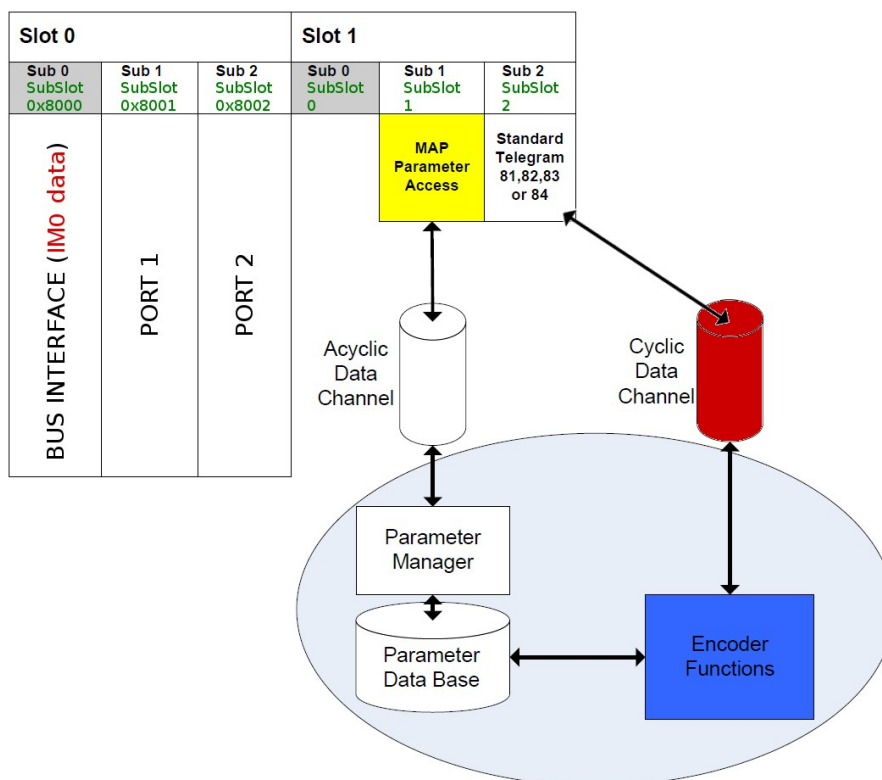 Slot 0
Slot 1
Sub 0
SubSlot
0x8000
Sub 1
SubSlot
0x8001
Sub 2
SubSlot
0x8002
Sub 0
SubSlot
0
Sub 1
SubSlot
1
Sub 2
SubSlot
2
BUS INTERFACE (IM0 data)
PORT 1
PORT 2
MAP
Parameter
Access
Standard
Telegram
81,82,83
or 84
Acyclic
Data
Channel
Cyclic
Data
Channel
Parameter
Manager
Parameter
Data Base
Encoder
Functions